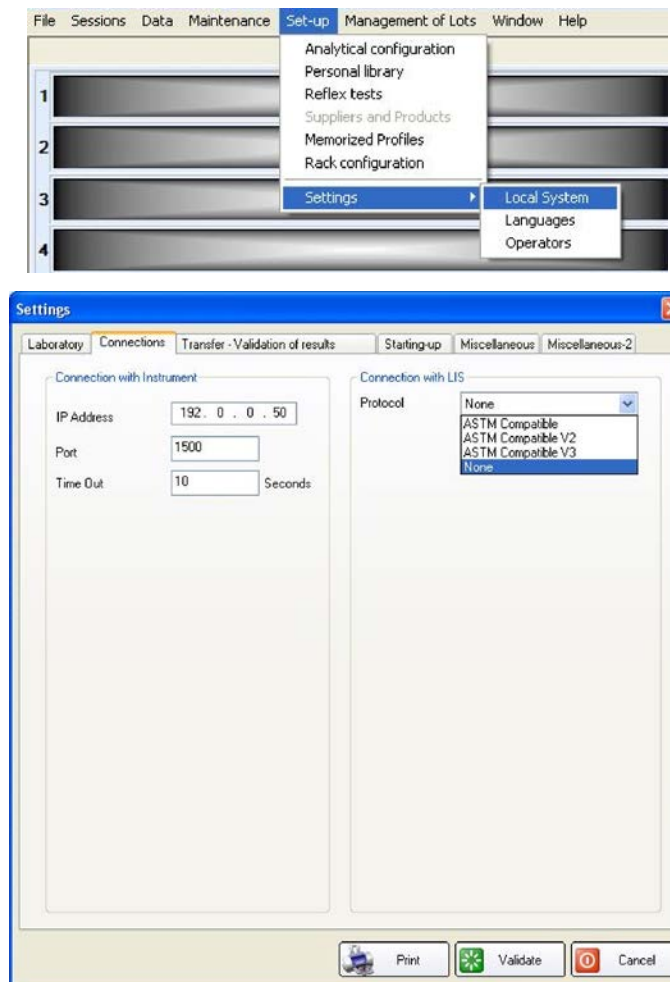 File Sessions Data Maintenance Set-up Management of Lots Window Help
Analytical configuration
Personal library
Reflex tests
Suppliers and Products
Memorized Profiles
Rack configuration
Settings
Local System
Languages
Operators
1
2
3
4
Settings
Laboratory Connections Transfer - Validation of results Starting-up Miscellaneous Miscellaneous-2
Connection with Instrument
IP Address 192. 0 . 0 . 50
Port 1500
Time Out 10 Seconds
Connection with LIS
Protocol None
ASTM Compatible
ASTM Compatible V2
ASTM Compatible V3
None
Print Validate Cancel